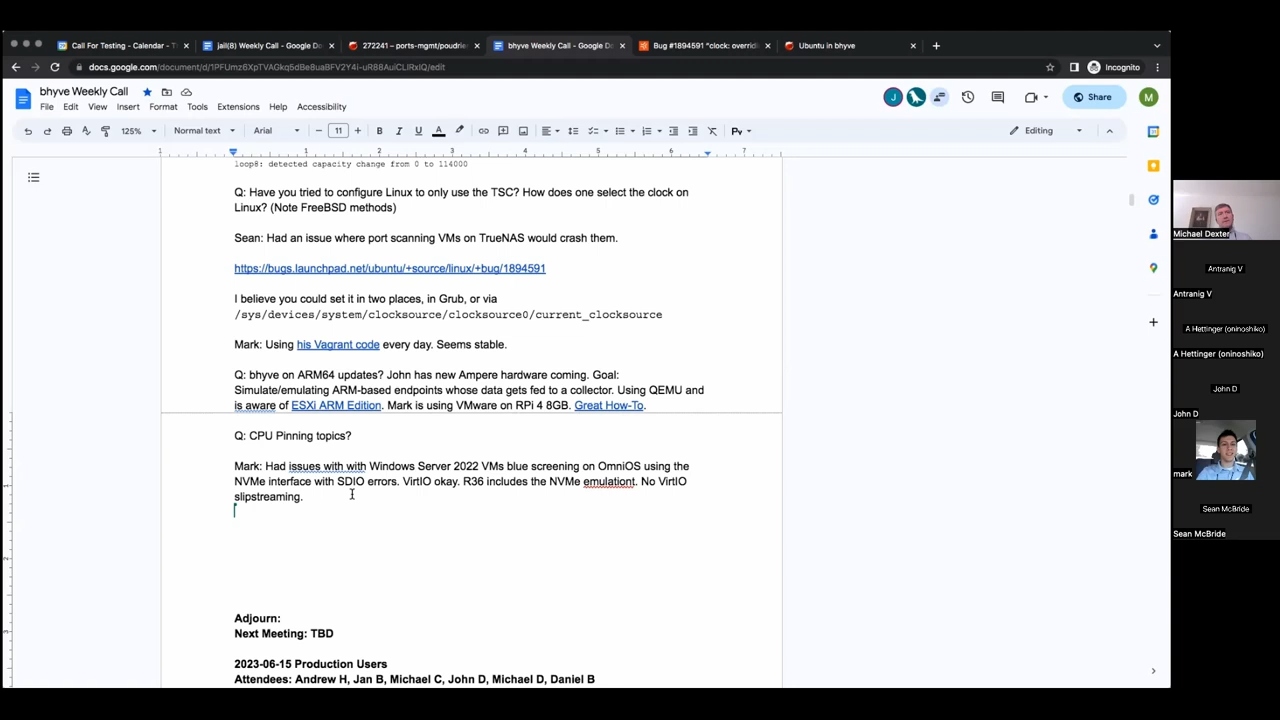 Call For Testing - Calendar - T
jail(8) Weekly Call - Google Do
272241 – ports-mgmt/poudrie
bhyve Weekly Call - Google Do
Bug #1894591 "clock: overrid
Ubuntu in bhyve
docs.google.com/document/d/1PFUmz6XpTVAGkq5dBe8uaBFV2Y4i-uR88AuiCLlRxIQ/edit
Incognito
bhyve Weekly Call
File Edit View Insert Format Tools Extensions Help Accessibility
J
Share
M
125%
Normal text
Arial
11
Editing
1 1 2 3 4 5 6 7
loop8: detected capacity change from 0 to 114000
Q: Have you tried to configure Linux to only use the TSC? How does one select the clock on
Linux? (Note FreeBSD methods)
Sean: Had an issue where port scanning VMs on TrueNAS would crash them.
https://bugs.launchpad.net/ubuntu/+source/linux/+bug/1894591
I believe you could set it in two places, in Grub, or via
/sys/devices/system/clocksource/clocksource0/current_clocksource
Mark: Using his Vagrant code every day. Seems stable.
Q: bhyve on ARM64 updates? John has new Ampere hardware coming. Goal:
Simulate/emulating ARM-based endpoints whose data gets fed to a collector. Using QEMU and
is aware of ESXi ARM Edition. Mark is using VMware on RPi 4 8GB. Great How-To.
Q: CPU Pinning topics?
Mark: Had issues with with Windows Server 2022 VMs blue screening on OmniOS using the
NVMe interface with SDIO errors. VirtIO okay. R36 includes the NVMe emulationt. No VirtIO
slipstreaming.
Adjourn:
Next Meeting: TBD
2023-06-15 Production Users
Attendees: Andrew H, Jan B, Michael C, John D, Michael D, Daniel B
Michael Dexter
Antranig V
Antranig V
A Hettinger (oninoshiko)
A Hettinger (oninoshiko)
John D
John D
mark
Sean McBride
Sean McBride